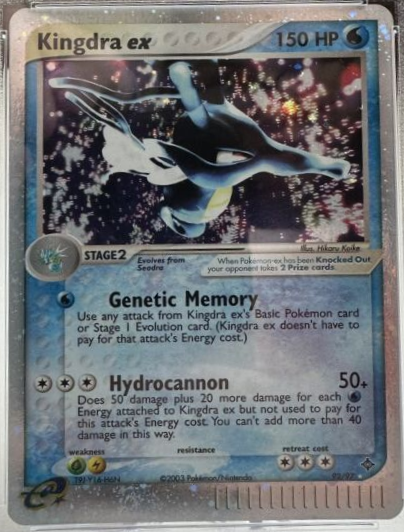 Kingdra ex
150 HP
Illus. Hikaru Koike
STAGE2
Evolves from
Seadra
When Pokémon-ex has been Knocked Out
your opponent takes 2 Prize cards.
Genetic Memory
Use any attack from Kingdra ex's Basic Pokémon card
or Stage 1 Evolution card. (Kingdra ex doesn't have to
pay for that attack's Energy cost.)
Hydrocannon 50+
Does 50 damage plus 20 more damage for each
Energy attached to Kingdra ex but not used to pay for
this attack's Energy cost. You can't add more than 40
damage in this way.
weakness resistance retreat cost
©2003 Pokémon/Nintendo